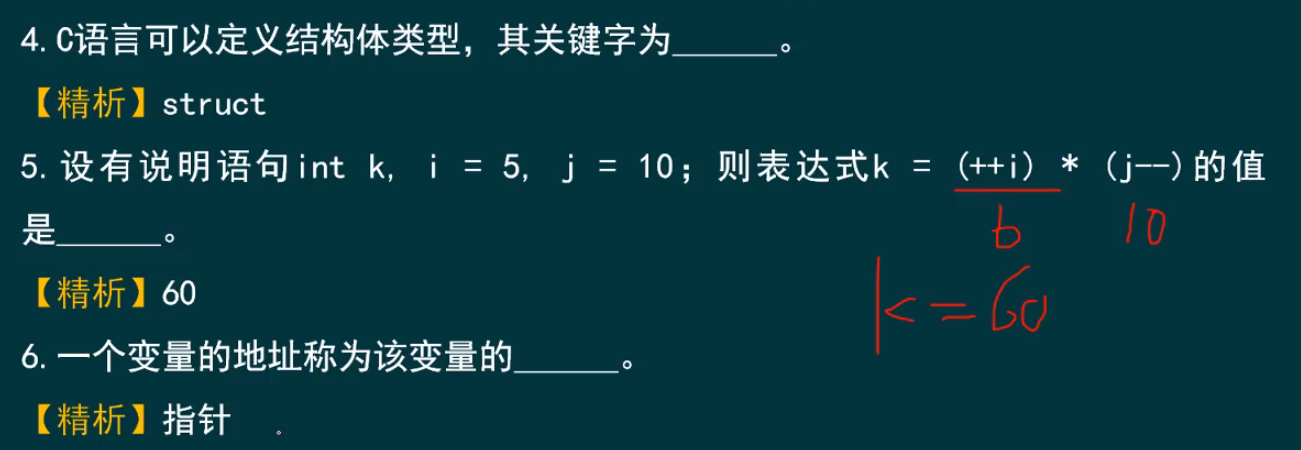 4. C语言可以定义结构体类型，其关键字为______。
【精析】struct
5. 设有说明语句int k, i = 5, j = 10；则表达式k = (++i) * (j--)的值
是______。
6 10
k=60
【精析】60
6. 一个变量的地址称为该变量的______。
【精析】指针